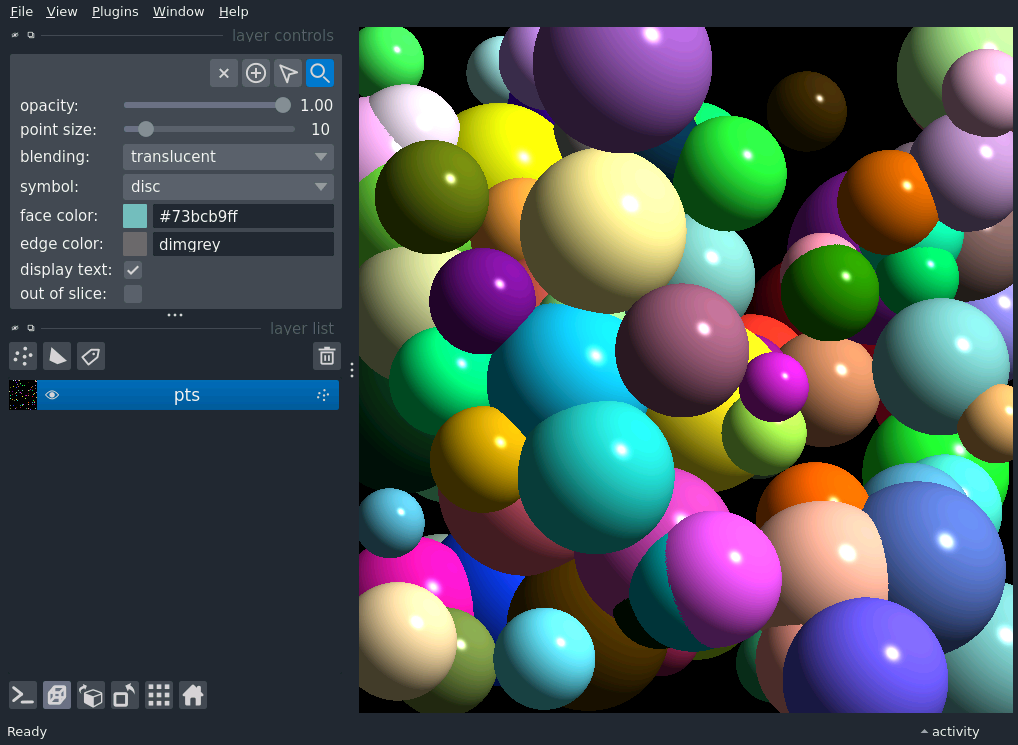 File View Plugins Window Help
layer controls
opacity: 1.00
point size: 10
blending: translucent
symbol: disc
face color: #73bcb9ff
edge color: dimgrey
display text:
out of slice:
layer list
pts
Ready
activity